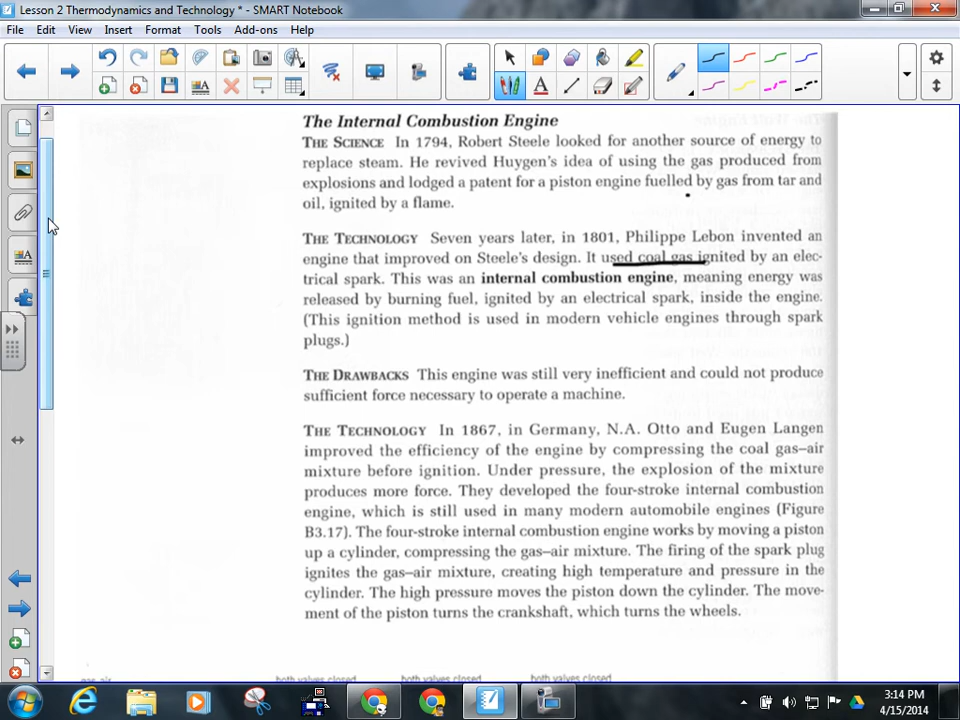 Lesson 2 Thermodynamics and Technology * - SMART Notebook
File Edit View Insert Format Tools Add-ons Help
The Internal Combustion Engine
THE SCIENCE In 1794, Robert Steele looked for another source of energy to
replace steam. He revived Huygen's idea of using the gas produced from
explosions and lodged a patent for a piston engine fuelled by gas from tar and
oil, ignited by a flame.
THE TECHNOLOGY Seven years later, in 1801, Philippe Lebon invented an
engine that improved on Steele's design. It used coal gas ignited by an elec-
trical spark. This was an internal combustion engine, meaning energy was
released by burning fuel, ignited by an electrical spark, inside the engine.
(This ignition method is used in modern vehicle engines through spark
plugs.)
THE DRAWBACKS This engine was still very inefficient and could not produce
sufficient force necessary to operate a machine.
THE TECHNOLOGY In 1867, in Germany, N.A. Otto and Eugen Langen
improved the efficiency of the engine by compressing the coal gas–air
mixture before ignition. Under pressure, the explosion of the mixture
produces more force. They developed the four-stroke internal combustion
engine, which is still used in many modern automobile engines (Figure
B3.17). The four-stroke internal combustion engine works by moving a piston
up a cylinder, compressing the gas–air mixture. The firing of the spark plug
ignites the gas–air mixture, creating high temperature and pressure in the
cylinder. The high pressure moves the piston down the cylinder. The move-
ment of the piston turns the crankshaft, which turns the wheels.
gas-air both valves closed both valves closed both valves closed
3:14 PM
4/15/2014